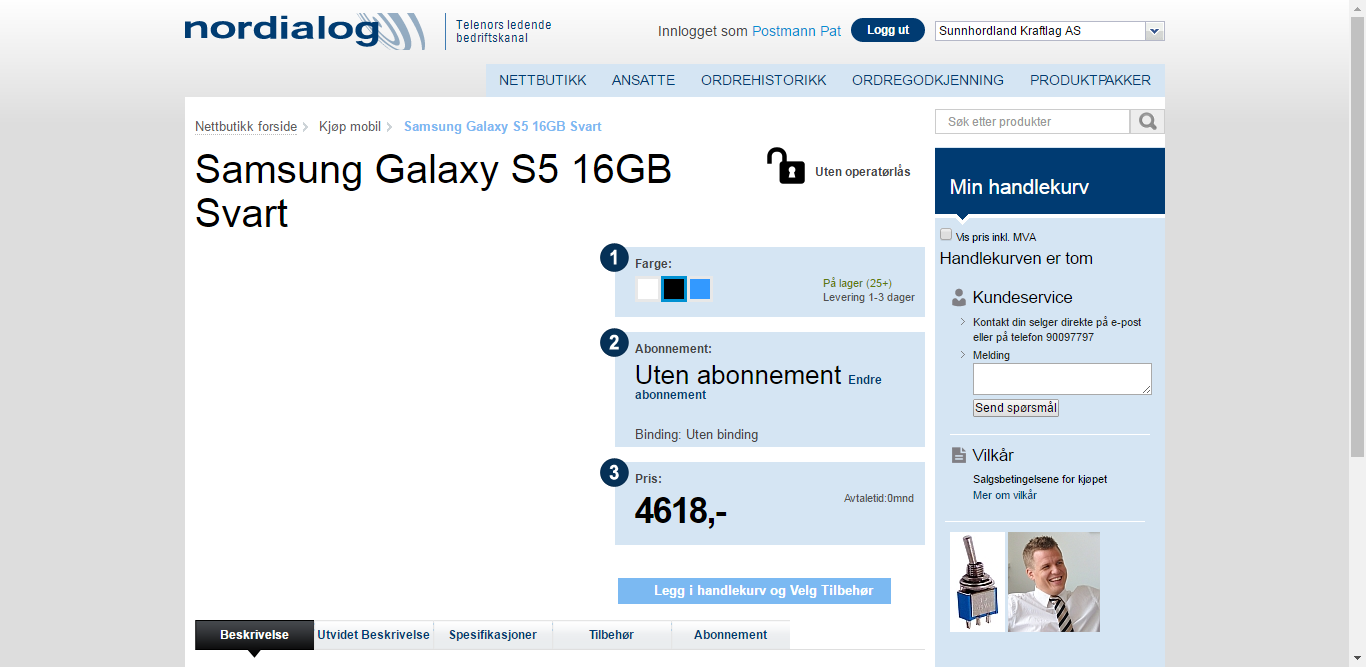 nordialog
Telenors ledende
bedriftskanal
Innlogget som Postmann Pat
Logg ut
Sunnhordland Kraftlag AS
NETTBUTIKK ANSATTE ORDREHISTORIKK ORDREGODKJENNING PRODUKTPAKKER
Nettbutikk forside Kjøp mobil Samsung Galaxy S5 16GB Svart
Søk etter produkter
Samsung Galaxy S5 16GB
Svart
Uten operatørlås
1
Farge:
På lager (25+)
Levering 1-3 dager
2
Abonnement:
Uten abonnement Endre
abonnement
Binding: Uten binding
3
Pris:
4618,-
Avtaletid:0mnd
Legg i handlekurv og Velg Tilbehør
Beskrivelse Utvidet Beskrivelse Spesifikasjoner Tilbehør Abonnement
Min handlekurv
Vis pris inkl. MVA
Handlekurven er tom
Kundeservice
Kontakt din selger direkte på e-post
eller på telefon 90097797
Melding
Send spørsmål
Vilkår
Salgsbetingelsene for kjøpet
Mer om vilkår